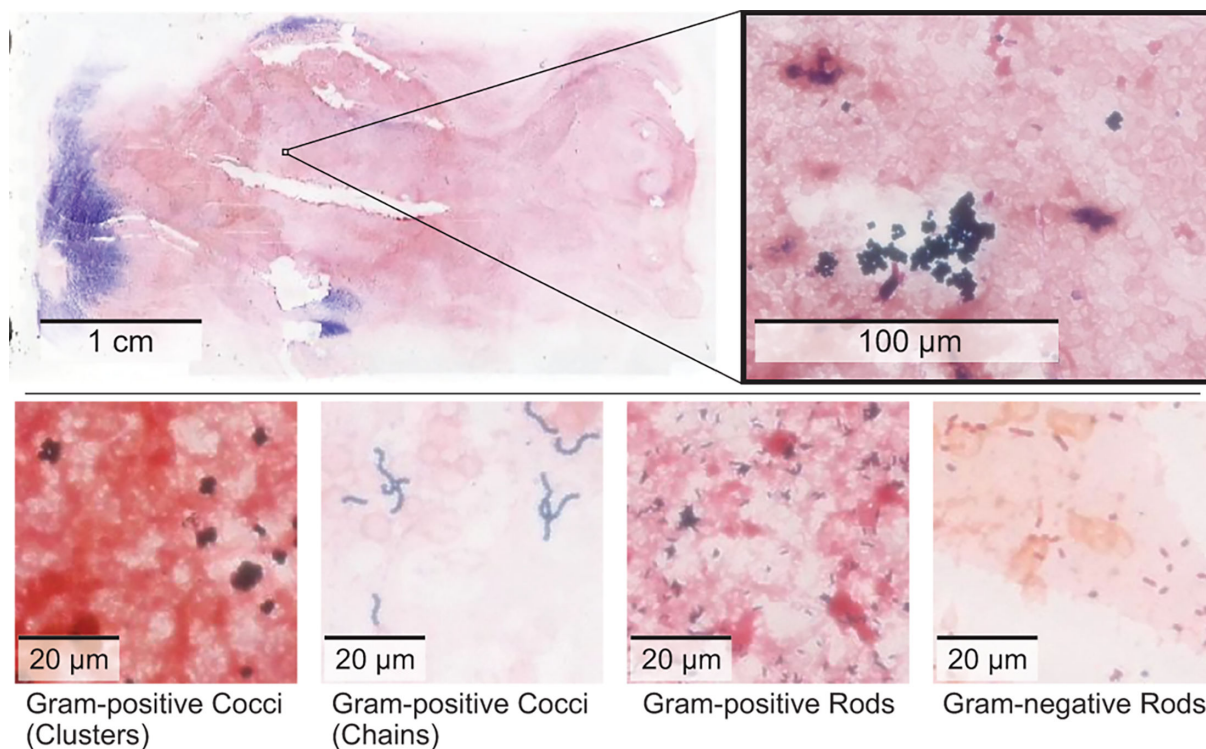 1 cm
100 µm
20 µm
20 µm
20 µm
20 µm
Gram-positive Cocci
(Clusters)
Gram-positive Cocci
(Chains)
Gram-positive Rods
Gram-negative Rods